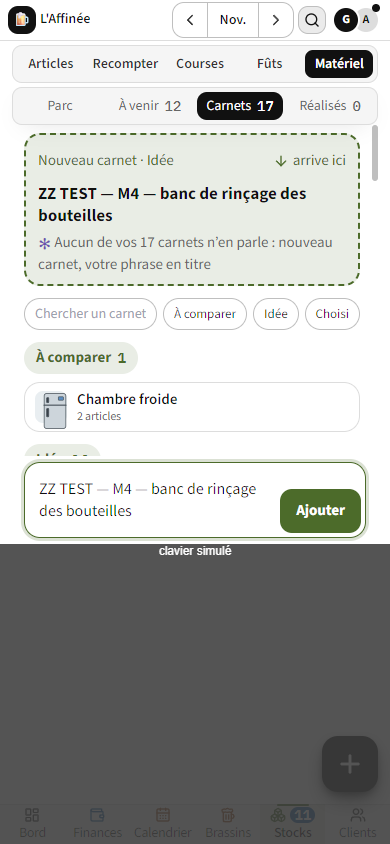 L'Affinée
Nov.
G
A
Articles Recompter Courses Fûts Matériel
Parc À venir 12 Carnets 17 Réalisés 0
Nouveau carnet · Idée ↓ arrive ici
ZZ TEST — M4 — banc de rinçage des
bouteilles
✻ Aucun de vos 17 carnets n’en parle : nouveau
carnet, votre phrase en titre
Chercher un carnet À comparer Idée Choisi
À comparer 1
Chambre froide
2 articles
ZZ TEST — M4 — banc de rinçage
des bouteilles
Ajouter
clavier simulé
11
Bord Finances Calendrier Brassins Stocks Clients